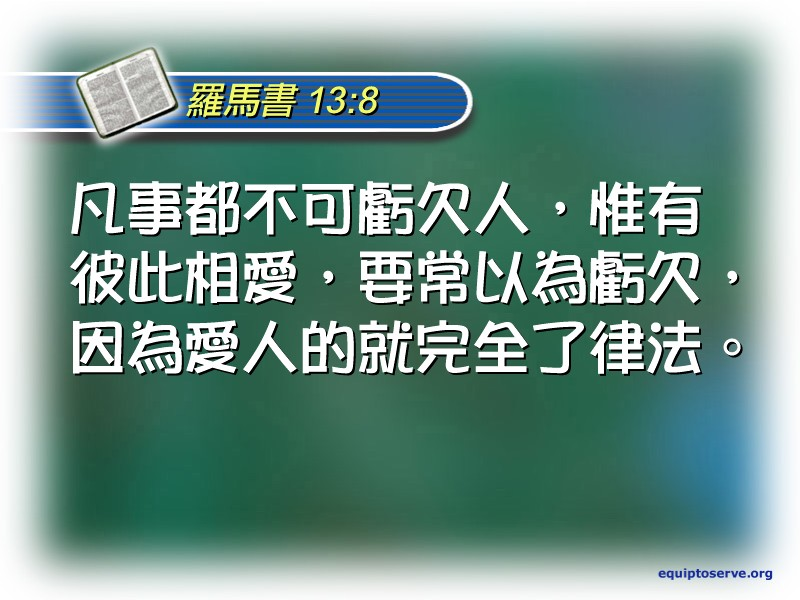 羅馬書 13:8
凡事都不可虧欠人，惟有
彼此相愛，要常以為虧欠，
因為愛人的就完全了律法。
equiptoserve.org